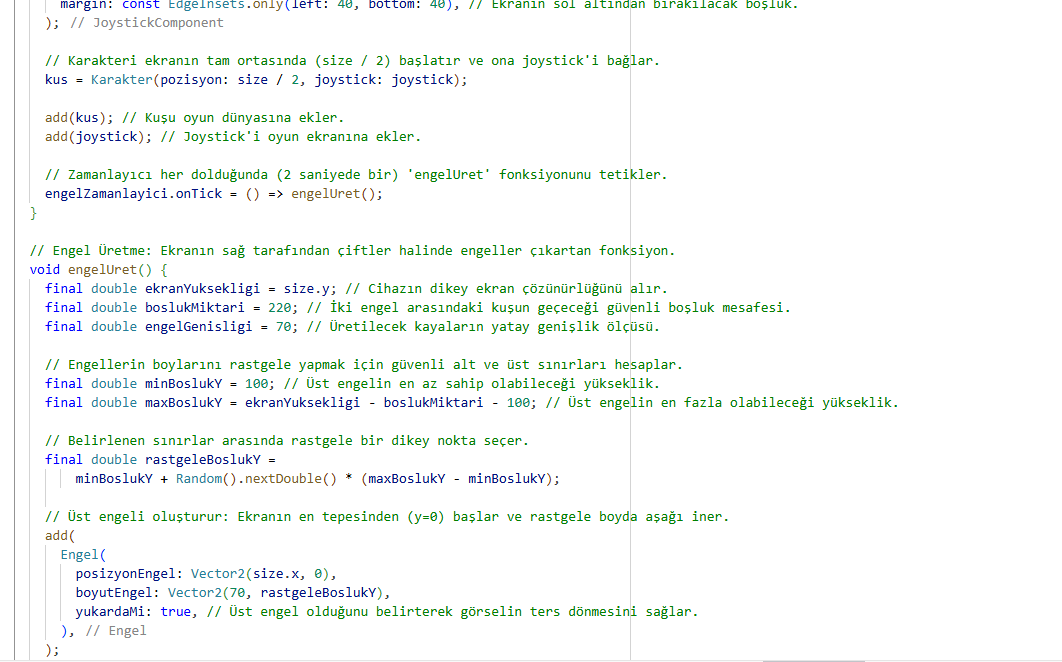 margin: const EdgeInsets.only(left: 40, bottom: 40), // Ekranın sol altından bırakılacak boşluk.
); // JoystickComponent
// Karakteri ekranın tam ortasında (size / 2) başlatır ve ona joystick'i bağlar.
kus = Karakter(pozisyon: size / 2, joystick: joystick);
add(kus); // Kuşu oyun dünyasına ekler.
add(joystick); // Joystick'i oyun ekranına ekler.
// Zamanlayıcı her dolduğunda (2 saniyede bir) 'engelUret' fonksiyonunu tetikler.
engelZamanlayici.onTick = () => engelUret();
}
// Engel Üretme: Ekranın sağ tarafından çiftler halinde engeller çıkartan fonksiyon.
void engelUret() {
final double ekranYuksekligi = size.y; // Cihazın dikey ekran çözünürlüğünü alır.
final double boslukMiktari = 220; // İki engel arasındaki kuşun geçeceği güvenli boşluk mesafesi.
final double engelGenisligi = 70; // Üretilecek kayaların yatay genişlik ölçüsü.
// Engellerin boylarını rastgele yapmak için güvenli alt ve üst sınırları hesaplar.
final double minBoslukY = 100; // Üst engelin en az sahip olabileceği yükseklik.
final double maxBoslukY = ekranYuksekligi - boslukMiktari - 100; // Üst engelin en fazla olabileceği yükseklik.
// Belirlenen sınırlar arasında rastgele bir dikey nokta seçer.
final double rastgeleBoslukY =
minBoslukY + Random().nextDouble() * (maxBoslukY - minBoslukY);
// Üst engeli oluşturur: Ekranın en tepesinden (y=0) başlar ve rastgele boyda aşağı iner.
add(
Engel(
posizyonEngel: Vector2(size.x, 0),
boyutEngel: Vector2(70, rastgeleBoslukY),
yukardaMi: true, // Üst engel olduğunu belirterek görselin ters dönmesini sağlar.
), // Engel
);